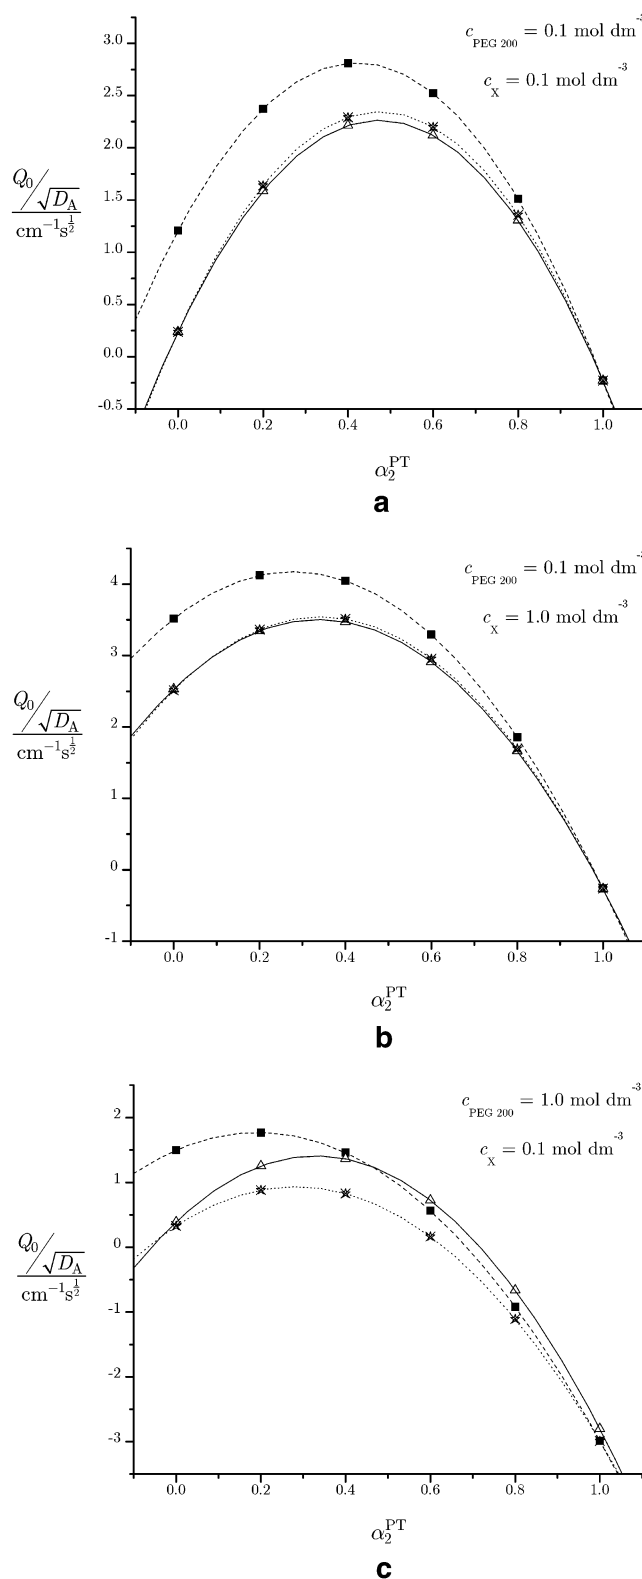 3.0
2.5
2.0
1.5
1.0
0.5
0.0
-0.5
c_PEG 200 = 0.1 mol dm^-3
c_X = 0.1 mol dm^-3
Q_0/√D_A
cm^−1 s^1/2
0.0 0.2 0.4 0.6 0.8 1.0
α_2^PT
a
4
3
2
1
0
-1
c_PEG 200 = 0.1 mol dm^-3
c_X = 1.0 mol dm^-3
Q_0/√D_A
cm^−1 s^1/2
0.0 0.2 0.4 0.6 0.8 1.0
α_2^PT
b
2
1
0
-1
-2
-3
c_PEG 200 = 1.0 mol dm^-3
c_X = 0.1 mol dm^-3
Q_0/√D_A
cm^−1 s^1/2
0.0 0.2 0.4 0.6 0.8 1.0
α_2^PT
c